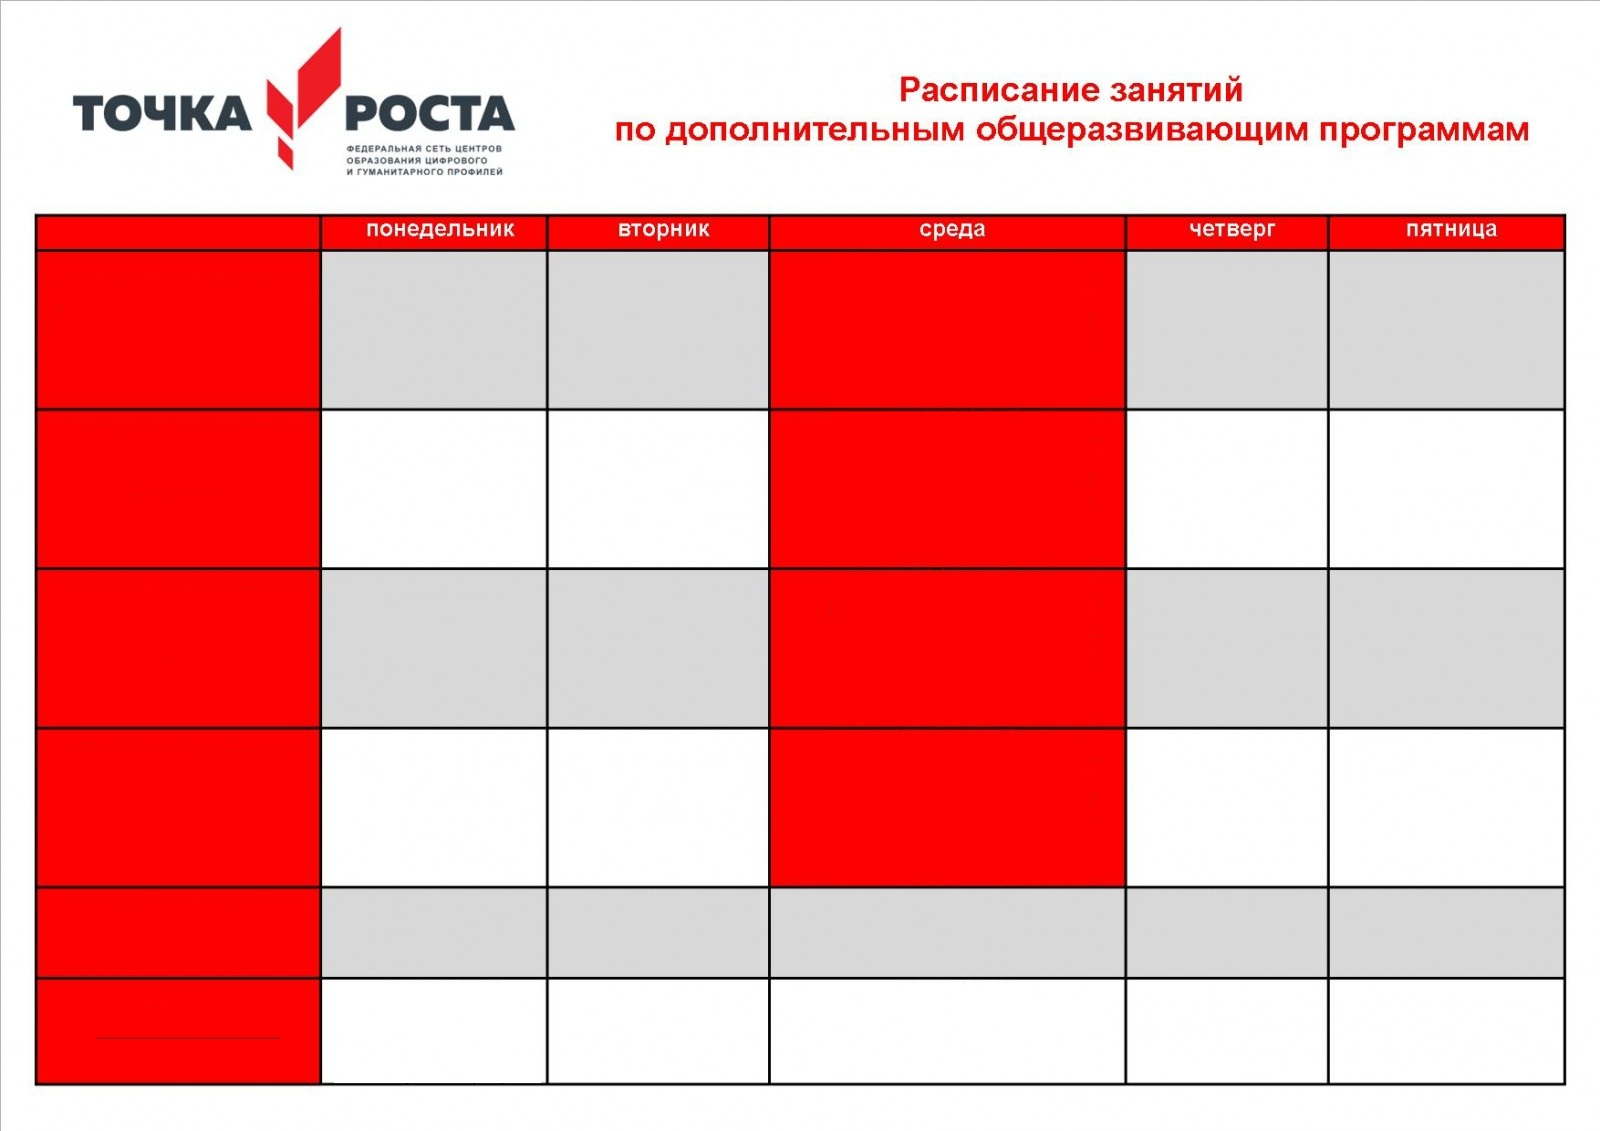 ТОЧКА РОСТА
ФЕДЕРАЛЬНАЯ СЕТЬ ЦЕНТРОВ
ОБРАЗОВАНИЯ ЦИФРОВОГО
И ГУМАНИТАРНОГО ПРОФИЛЕЙ
Расписание занятий
по дополнительным общеразвивающим программам
понедельник вторник среда четверг пятница